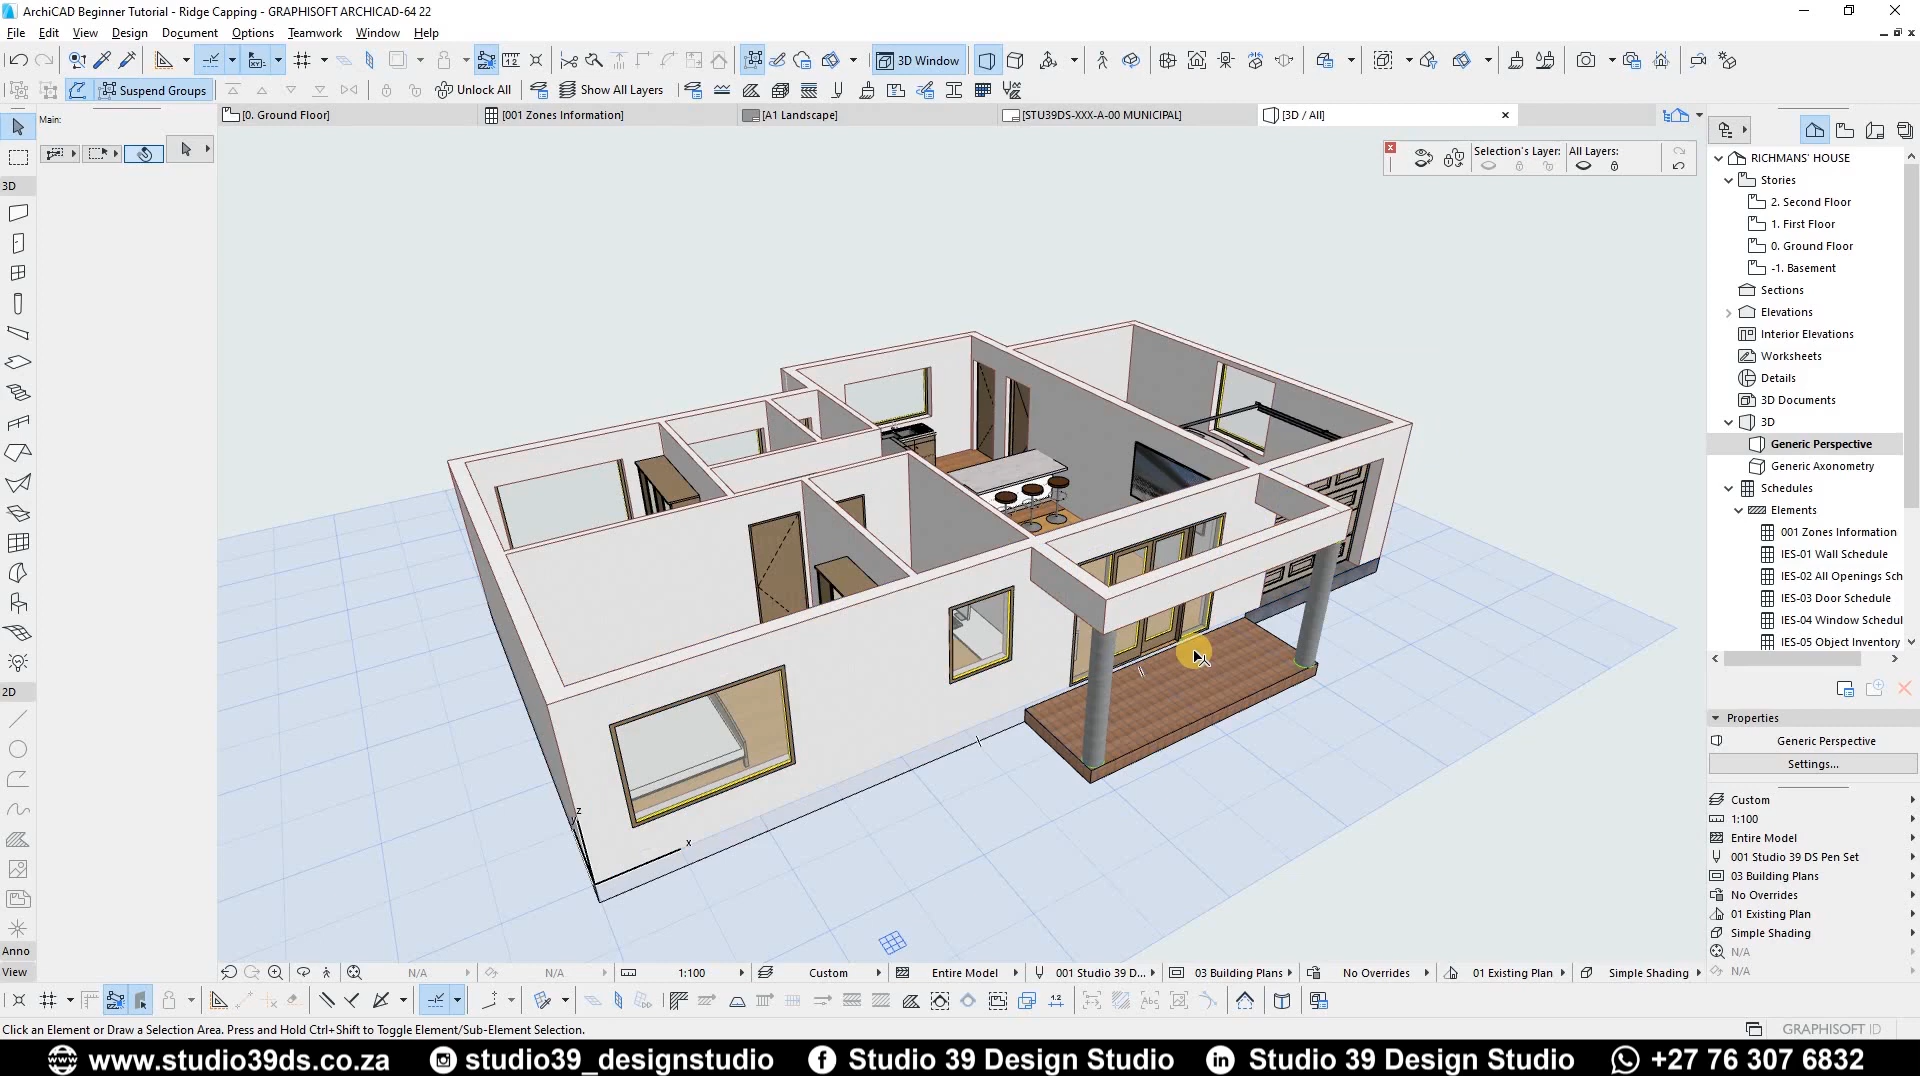 ArchiCAD Beginner Tutorial - Ridge Capping - GRAPHISOFT ARCHICAD-64 22
File Edit View Design Document Options Teamwork Window Help
3D Window
Suspend Groups
Unlock All
Show All Layers
[0. Ground Floor]
[001 Zones Information]
[A1 Landscape]
[STU39DS-XXX-A-00 MUNICIPAL]
[3D / All]
Main:
Selection's Layer:
All Layers:
3D
2D
Anno
View
z
x
RICHMANS' HOUSE
Stories
2. Second Floor
1. First Floor
0. Ground Floor
-1. Basement
Sections
Elevations
Interior Elevations
Worksheets
Details
3D Documents
3D
Generic Perspective
Generic Axonometry
Schedules
Elements
001 Zones Information
IES-01 Wall Schedule
IES-02 All Openings Sch
IES-03 Door Schedule
IES-04 Window Schedul
IES-05 Object Inventory
Properties
Generic Perspective
Settings...
Custom
1:100
Entire Model
001 Studio 39 DS Pen Set
03 Building Plans
No Overrides
01 Existing Plan
Simple Shading
N/A
N/A
N/A N/A 1:100 Custom Entire Model 001 Studio 39 D... 03 Building Plans No Overrides 01 Existing Plan Simple Shading
Click an Element or Draw a Selection Area. Press and Hold Ctrl+Shift to Toggle Element/Sub-Element Selection.
GRAPHISOFT ID
www.studio39ds.co.za studio39_designstudio Studio 39 Design Studio Studio 39 Design Studio +27 76 307 6832